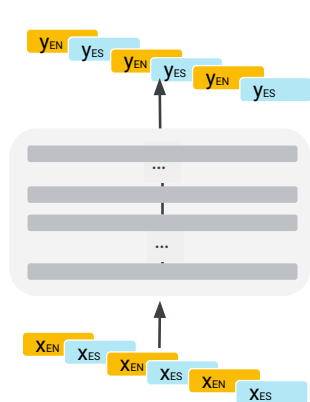 yEN
yES
yEN
yES
yEN
yES
...
...
xEN
xES
xEN
xES
xEN
xES